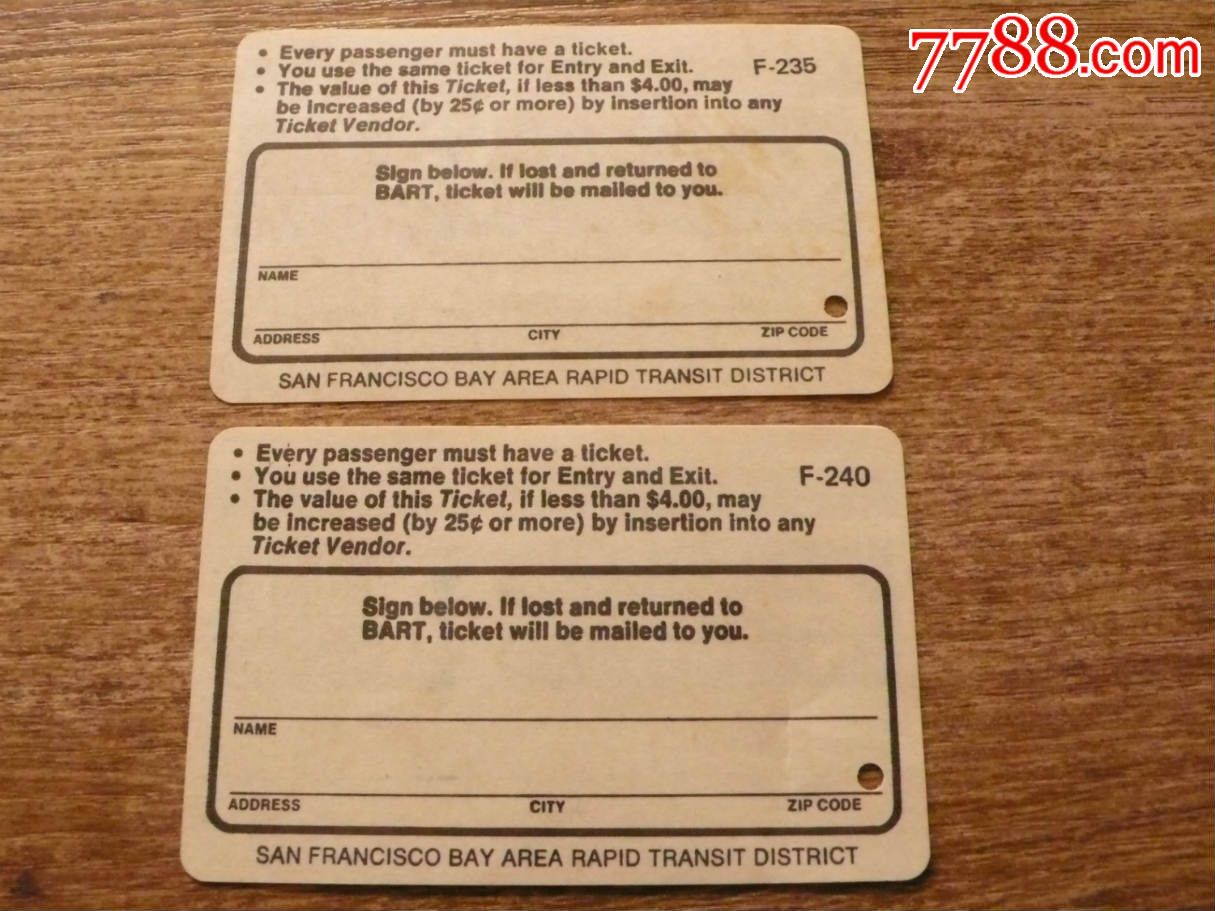 7788.com
• Every passenger must have a ticket.
• You use the same ticket for Entry and Exit. F-235
• The value of this Ticket, if less than $4.00, may
be increased (by 25¢ or more) by insertion into any
Ticket Vendor.
Sign below. If lost and returned to
BART, ticket will be mailed to you.
NAME
ADDRESS CITY ZIP CODE
SAN FRANCISCO BAY AREA RAPID TRANSIT DISTRICT
• Every passenger must have a ticket.
• You use the same ticket for Entry and Exit. F-240
• The value of this Ticket, if less than $4.00, may
be increased (by 25¢ or more) by insertion into any
Ticket Vendor.
Sign below. If lost and returned to
BART, ticket will be mailed to you.
NAME
ADDRESS CITY ZIP CODE
SAN FRANCISCO BAY AREA RAPID TRANSIT DISTRICT